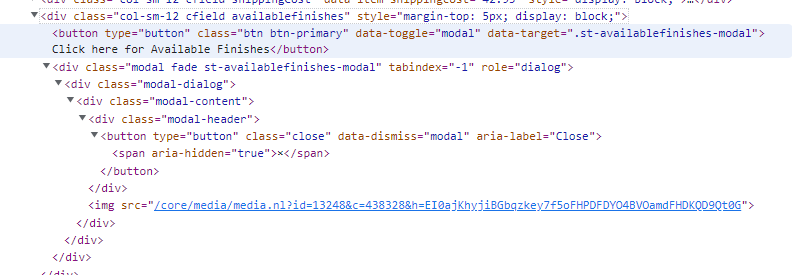 <div class="col-sm-12 cfield availablefinishes" style="margin-top: 5px; display: block;">
<button type="button" class="btn btn-primary" data-toggle="modal" data-target=".st-availablefinishes-modal">
Click here for Available Finishes</button>
<div class="modal fade st-availablefinishes-modal" tabindex="-1" role="dialog">
<div class="modal-dialog">
<div class="modal-content">
<div class="modal-header">
<button type="button" class="close" data-dismiss="modal" aria-label="Close">
<span aria-hidden="true">×</span>
</button>
</div>
<img src="/core/media/media.nl?id=13248&c=438328&h=EI0ajKhyjiBGbqzkey7f5oFHPDFDYO4BVOamdFHDKQD9Qt0G">
</div>
</div>
</div>